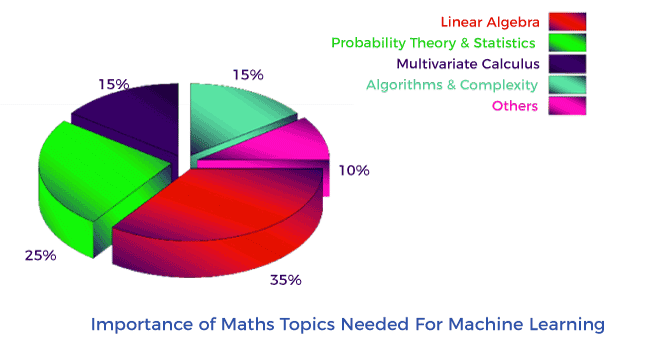 Linear Algebra
Probability Theory & Statistics
Multivariate Calculus
Algorithms & Complexity
Others
15%
15%
10%
25%
35%
Importance of Maths Topics Needed For Machine Learning